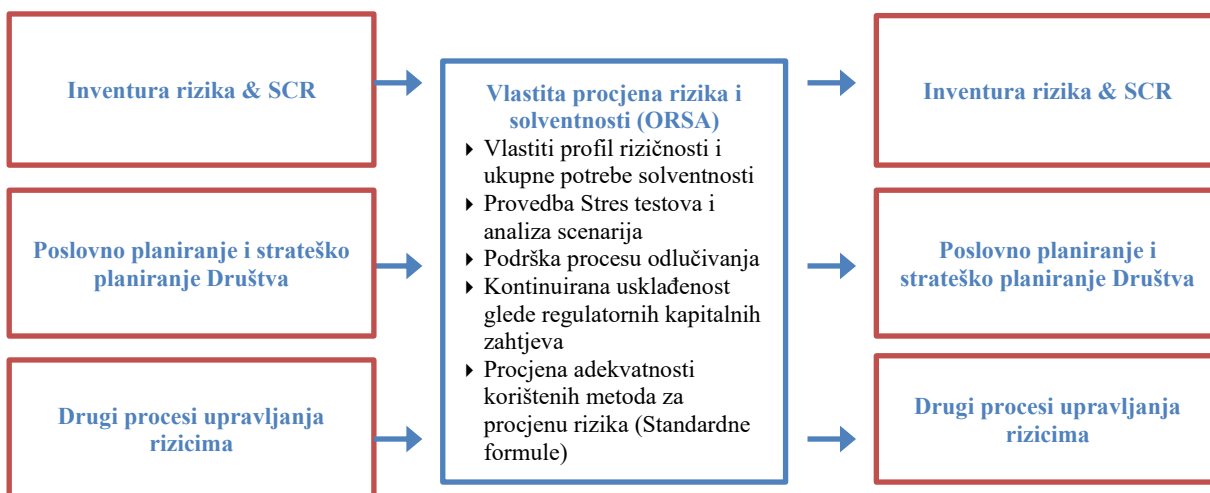 Inventura rizika & SCR
Poslovno planiranje i strateško
planiranje Društva
Drugi procesi upravljanja
rizicima
Vlastita procjena rizika i
solventnosti (ORSA)
Vlastiti profil rizičnosti i
ukupne potrebe solventnosti
Provedba Stres testova i
analiza scenarija
Podrška procesu odlučivanja
Kontinuirana usklađenost
glede regulatornih kapitalnih
zahtjeva
Procjena adekvatnosti
korištenih metoda za
procjenu rizika (Standardne
formule)
Inventura rizika & SCR
Poslovno planiranje i
strateško planiranje Društva
Drugi procesi upravljanja
rizicima